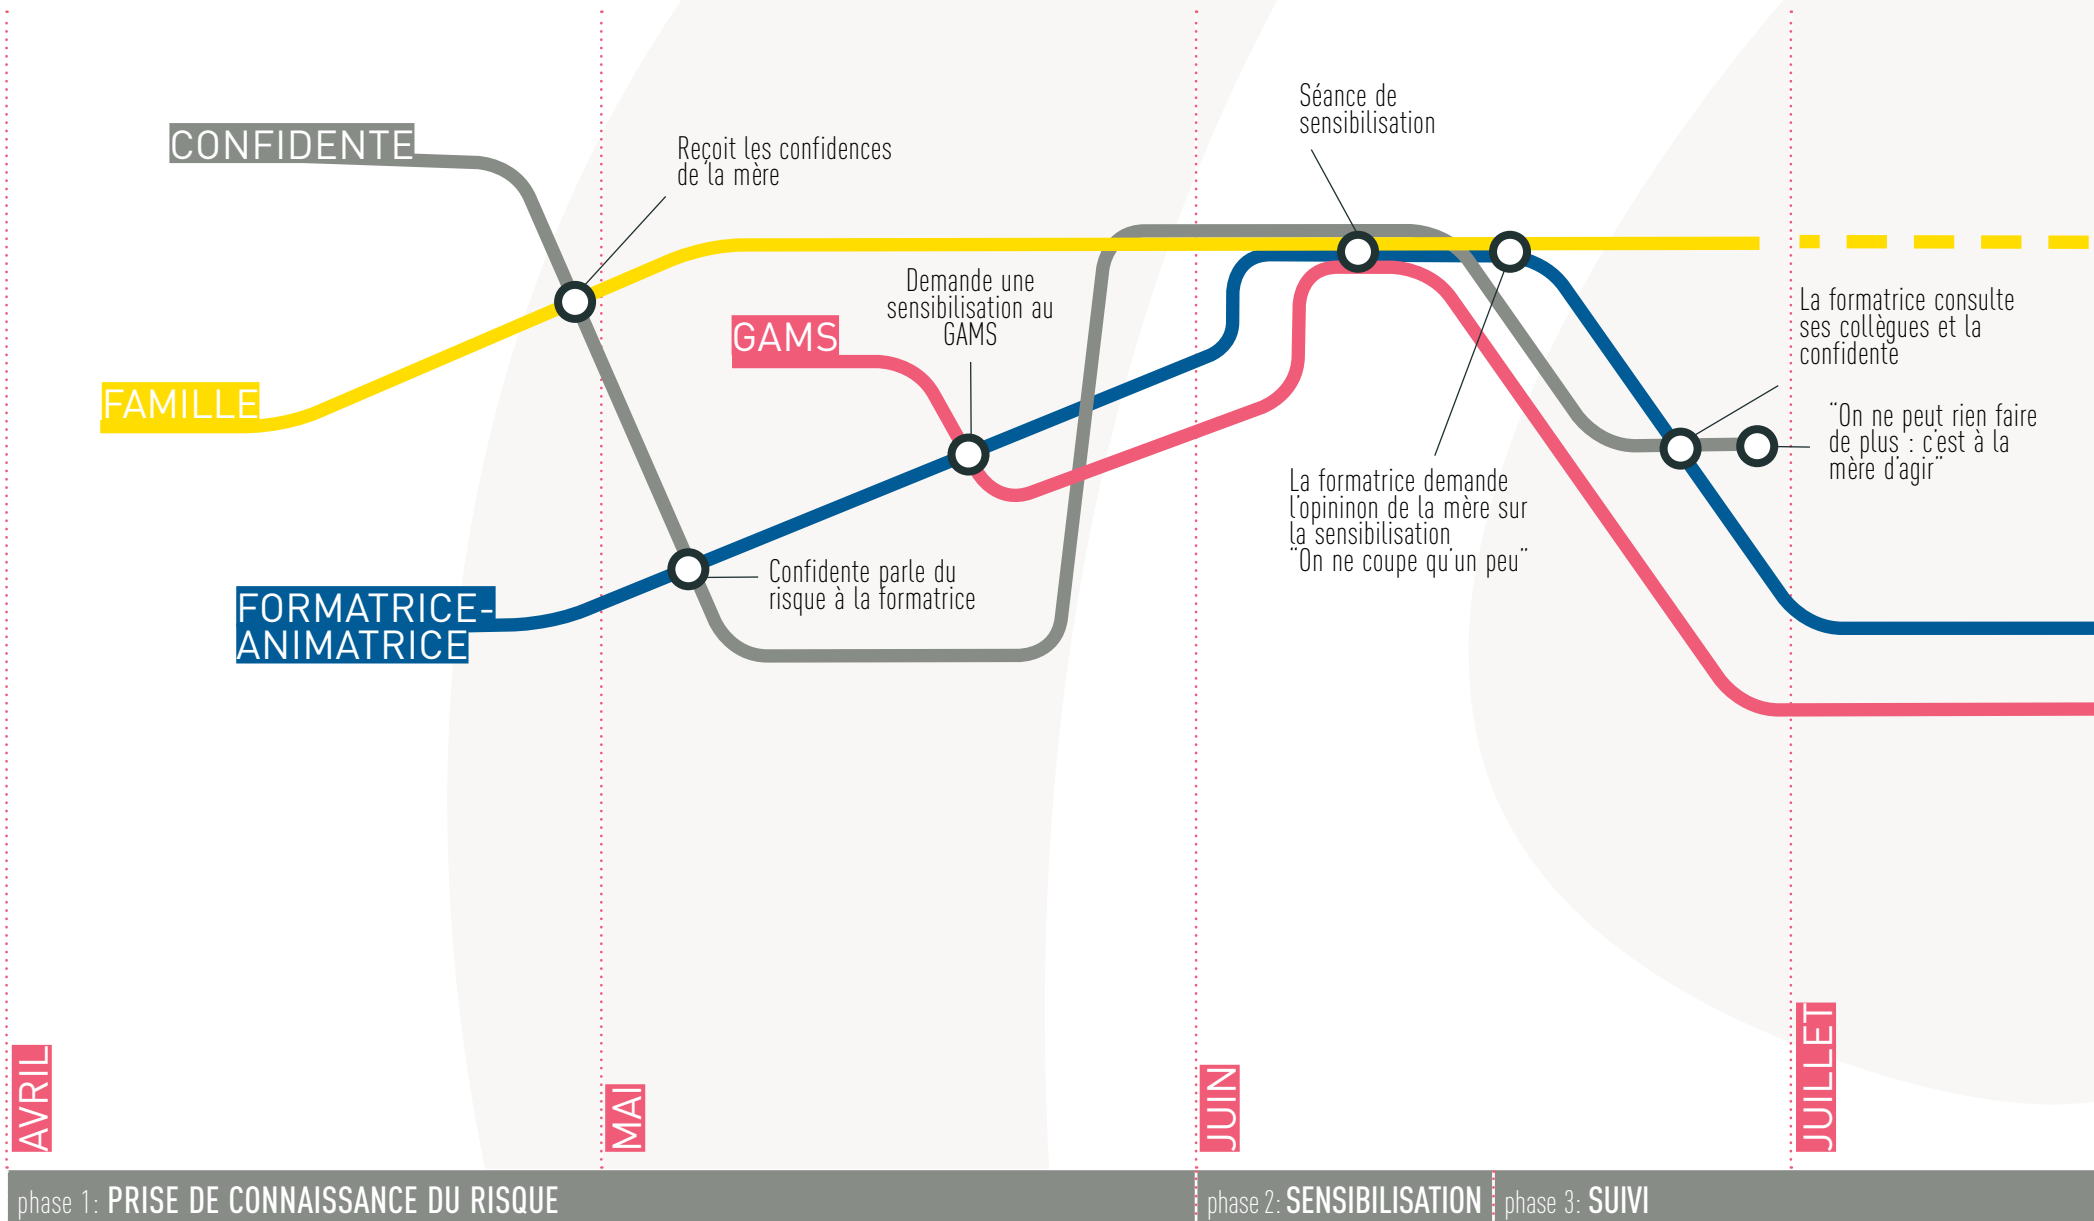 CONFIDENTE
Reçoit les confidences
de la mère
FAMILLE
GAMS
Demande une
sensibilisation au
GAMS
FORMATRICE-
ANIMATRICE
Confidente parle du
risque à la formatrice
Séance de
sensibilisation
La formatrice demande
l'opininon de la mère sur
la sensibilisation
"On ne coupe qu'un peu"
La formatrice consulte
ses collègues et la
confidente
"On ne peut rien faire
de plus : c'est à la
mère d'agir"
AVRIL
MAI
JUIN
JUILLET
phase 1: PRISE DE CONNAISSANCE DU RISQUE
phase 2: SENSIBILISATION
phase 3: SUIVI